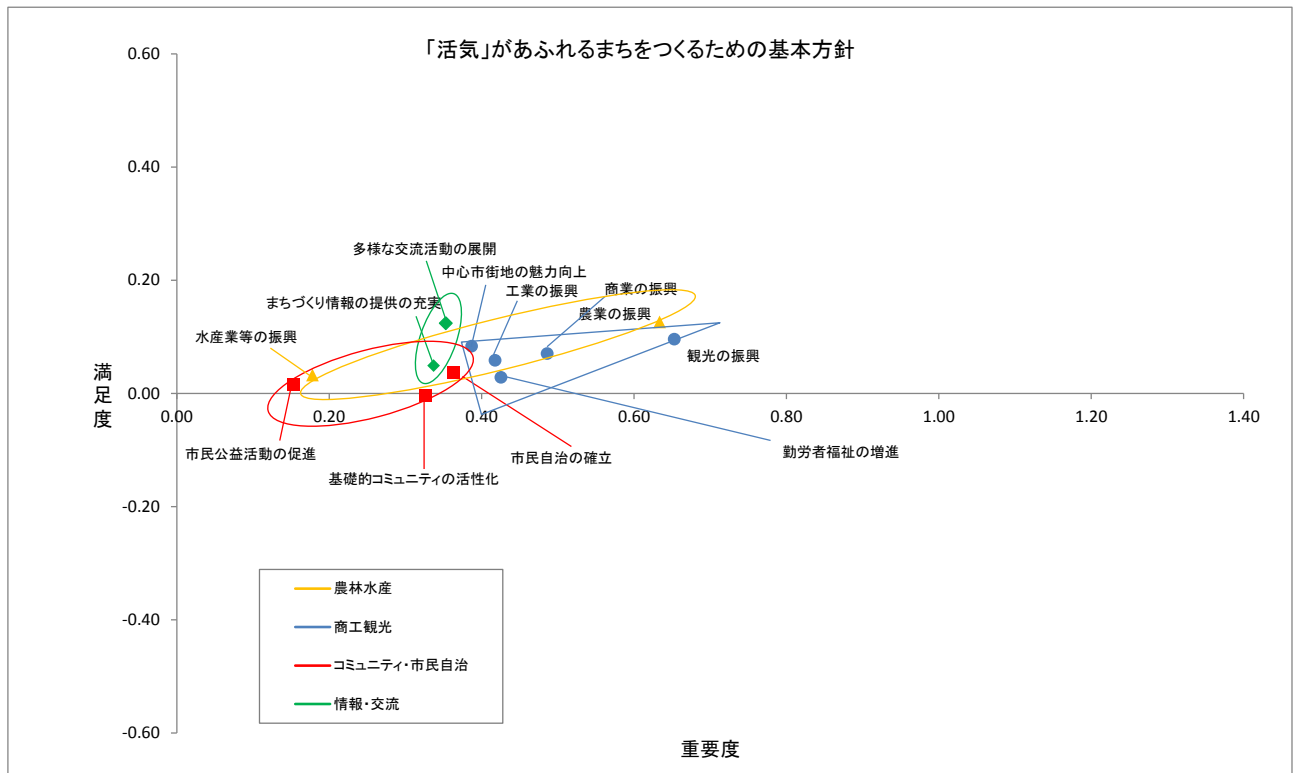 「活気」があふれるまちをつくるための基本方針
0.60
0.40
0.20
0.00
-0.20
-0.40
-0.60
満足度
多様な交流活動の展開
中心市街地の魅力向上
工業の振興
商業の振興
まちづくり情報の提供の充実
農業の振興
水産業等の振興
観光の振興
0.00
0.20
0.40
0.60
0.80
1.00
1.20
1.40
市民公益活動の促進
基礎的コミュニティの活性化
市民自治の確立
勤労者福祉の増進
農林水産
商工観光
コミュニティ・市民自治
情報・交流
重要度